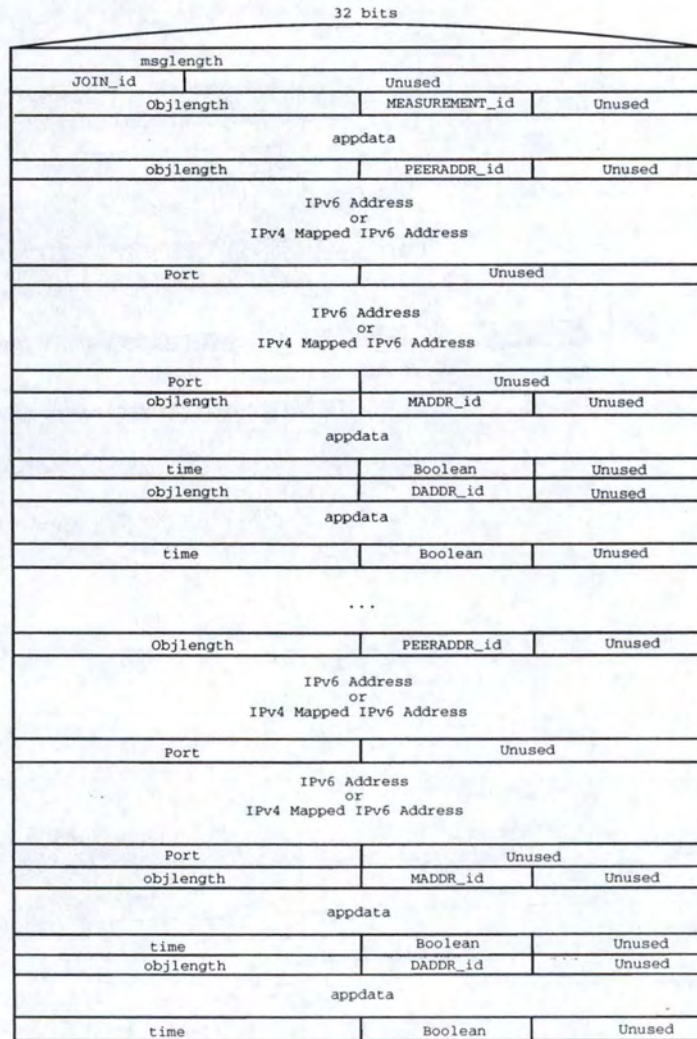 32 bits
msglength
JOIN_id Unused
Objlength MEASUREMENT_id Unused
appdata
objlength PEERADDR_id Unused
IPv6 Address
or
IPv4 Mapped IPv6 Address
Port Unused
IPv6 Address
or
IPv4 Mapped IPv6 Address
Port Unused
objlength MADDR_id Unused
appdata
time Boolean Unused
objlength DADDR_id Unused
appdata
time Boolean Unused
...
Objlength PEERADDR_id Unused
IPv6 Address
or
IPv4 Mapped IPv6 Address
Port Unused
IPv6 Address
or
IPv4 Mapped IPv6 Address
Port Unused
objlength MADDR_id Unused
appdata
time Boolean Unused
objlength DADDR_id Unused
appdata
time Boolean Unused